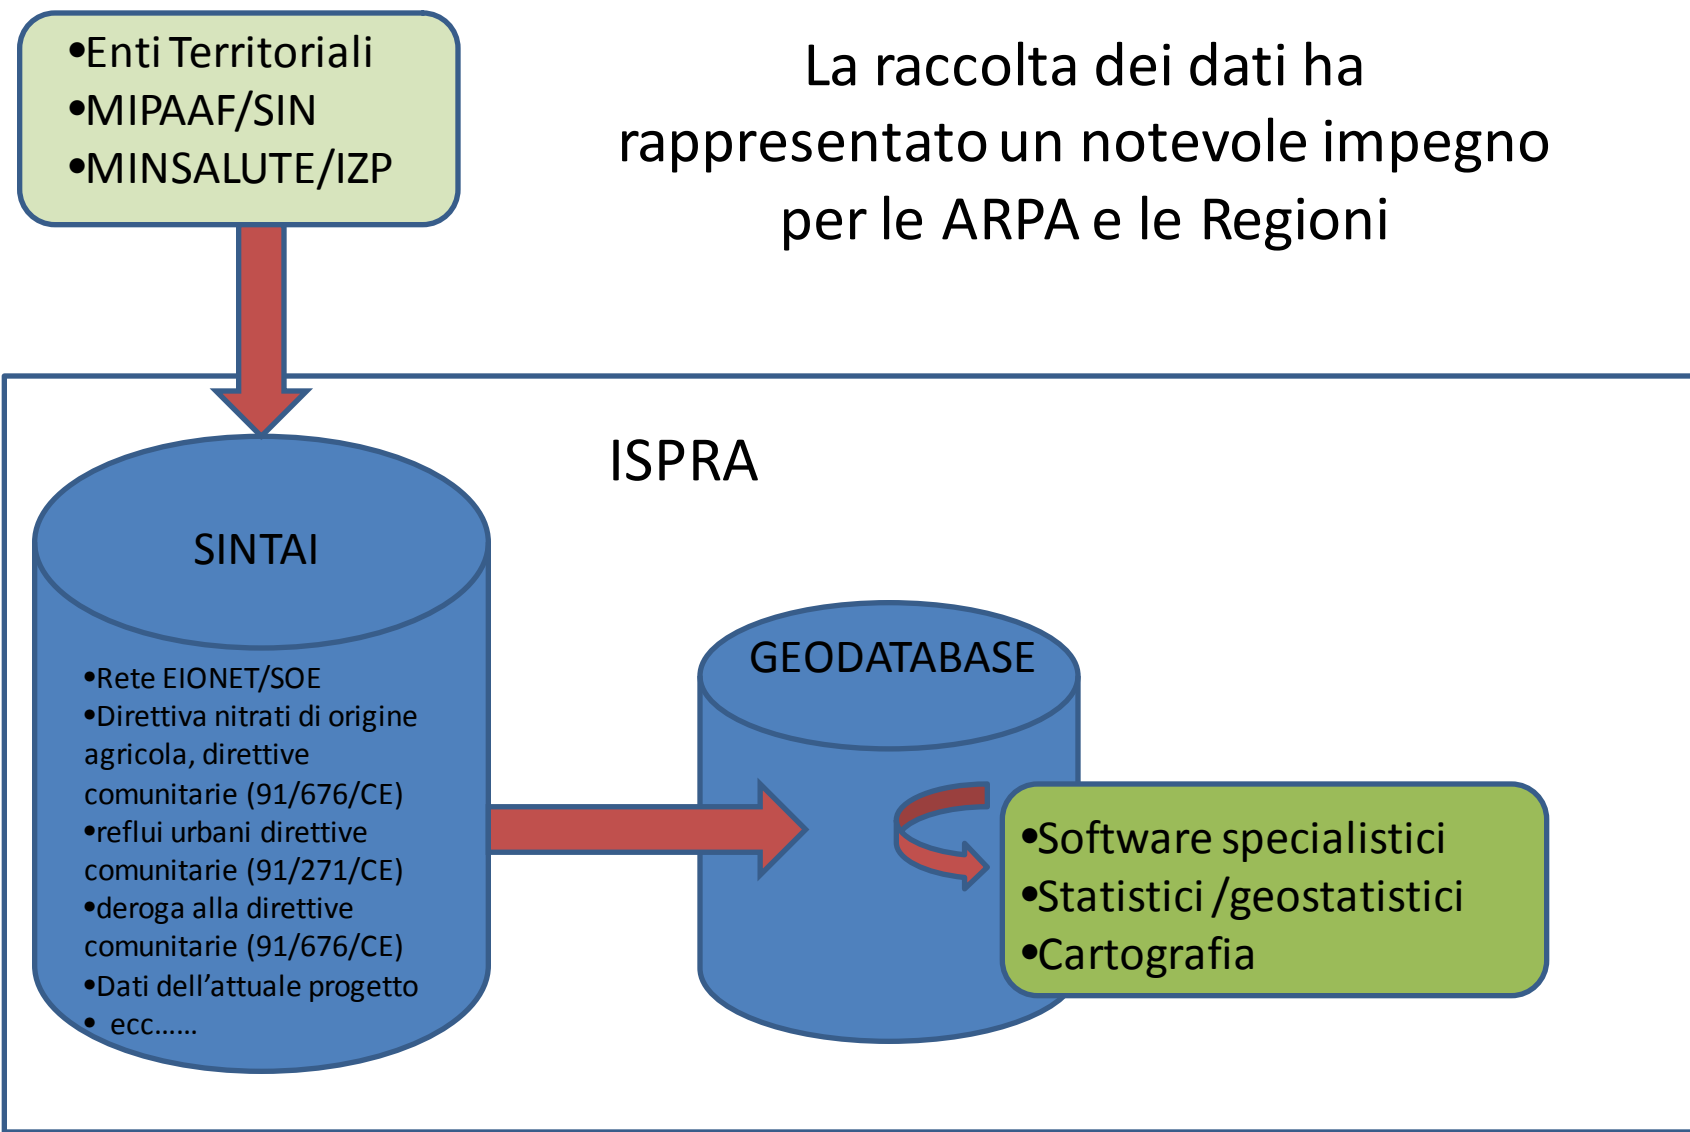 •Enti Territoriali
•MIPAAF/SIN
•MINSALUTE/IZP
La raccolta dei dati ha
rappresentato un notevole impegno
per le ARPA e le Regioni
ISPRA
SINTAI
•Rete EIONET/SOE
•Direttiva nitrati di origine
agricola, direttive
comunitarie (91/676/CE)
•reflui urbani direttive
comunitarie (91/271/CE)
•deroga alla direttive
comunitarie (91/676/CE)
•Dati dell’attuale progetto
• ecc......
GEODATABASE
•Software specialistici
•Statistici /geostatistici
•Cartografia